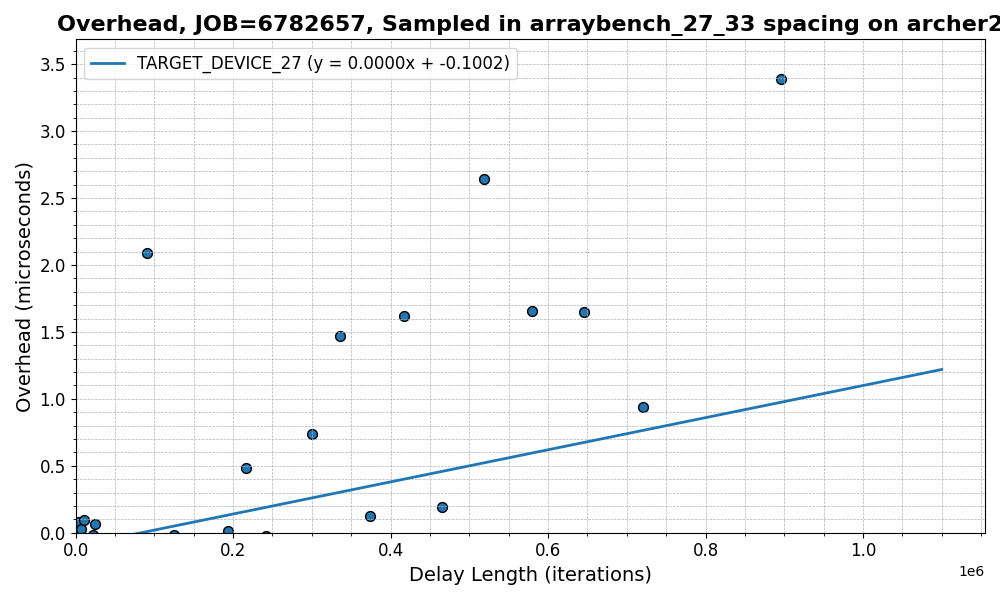 Overhead, JOB=6782657, Sampled in arraybench_27_33 spacing on archer2
TARGET_DEVICE_27 (y = 0.0000x + -0.1002)
Overhead (microseconds)
3.5
3.0
2.5
2.0
1.5
1.0
0.5
0.0
0.0 0.2 0.4 0.6 0.8 1.0
1e6
Delay Length (iterations)